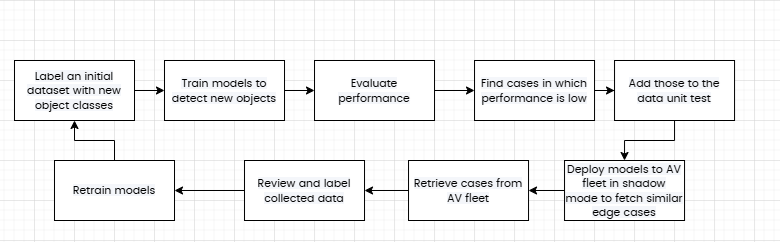 Label an initial
dataset with new
object classes
Train models to
detect new objects
Evaluate
performance
Find cases in which
performance is low
Add those to the
data unit test
Deploy models to AV
fleet in shadow
mode to fetch similar
edge cases
Retrieve cases from
AV fleet
Review and label
collected data
Retrain models